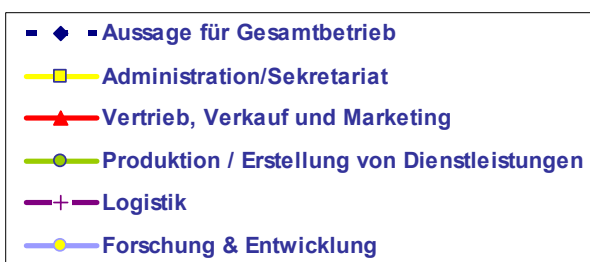 Aussage für Gesamtbetrieb
Administration/Sekretariat
Vertrieb, Verkauf und Marketing
Produktion / Erstellung von Dienstleistungen
Logistik
Forschung & Entwicklung